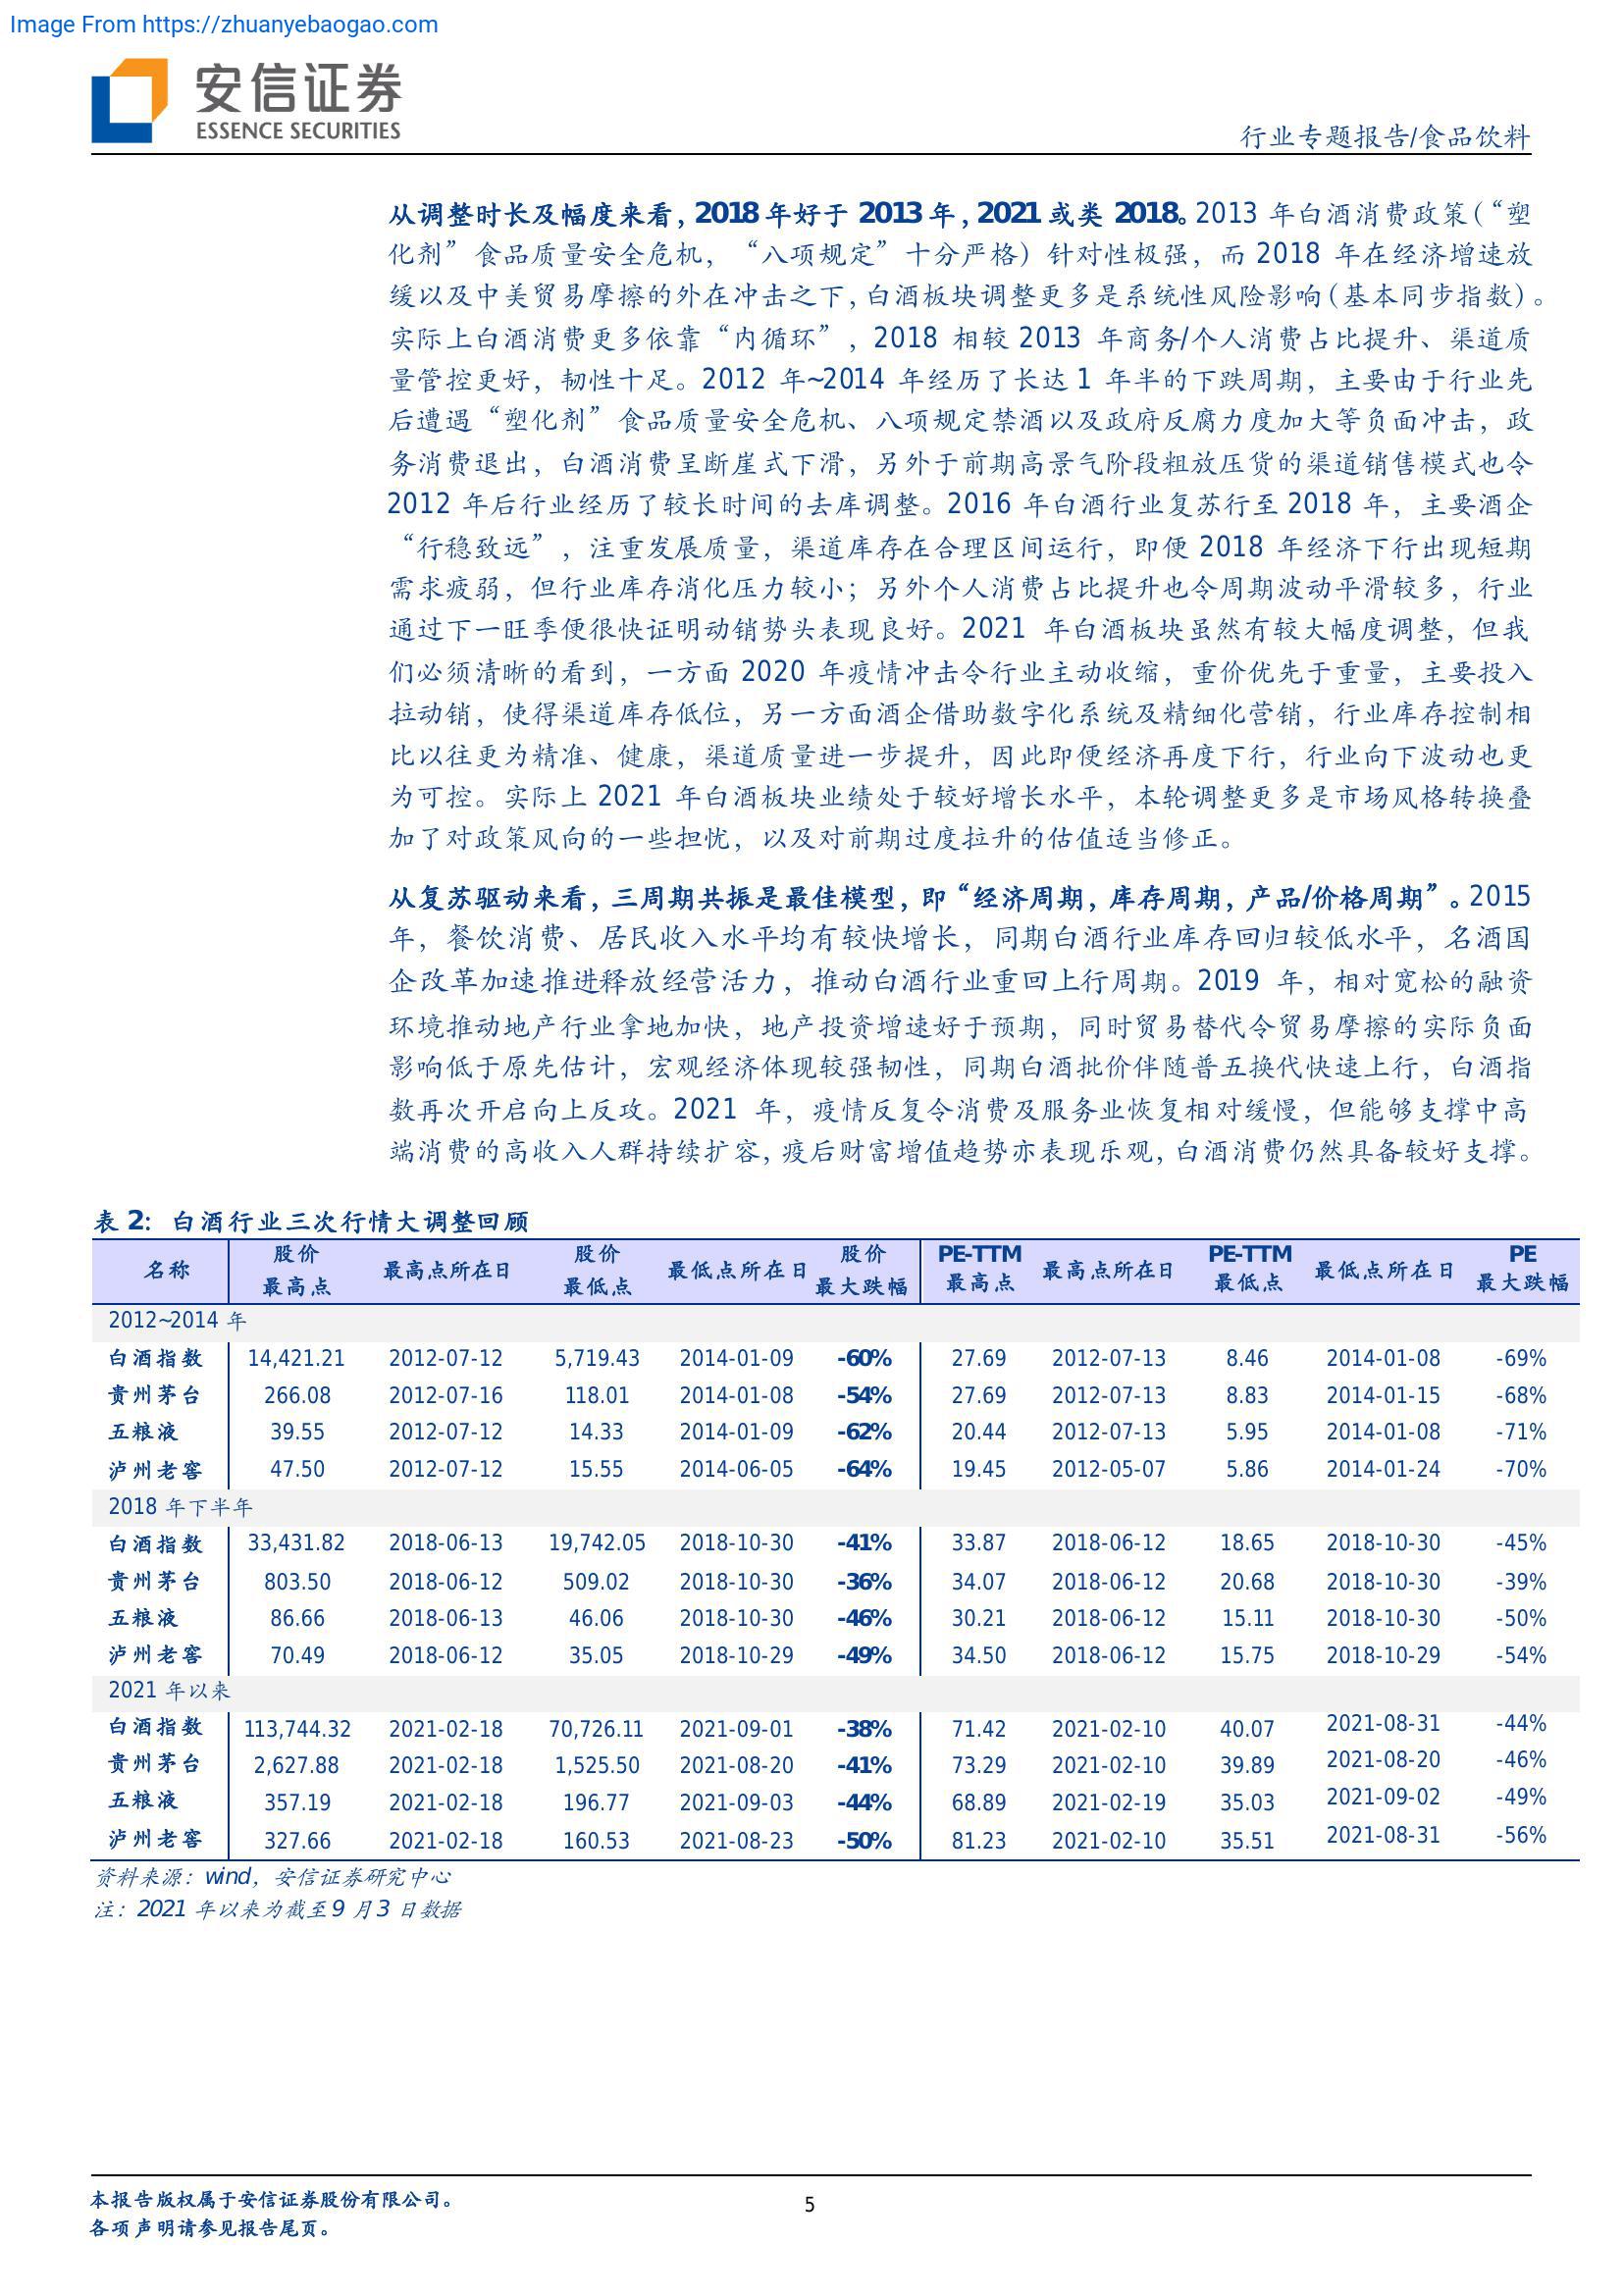 Image From https://zhuanyebaogao.com
安信证券
ESSENCE SECURITIES
行业专题报告/食品饮料
从调整时长及幅度来看，2018 年好于 2013 年，2021 或类 2018。2013 年白酒消费政策（“塑
化剂”食品质量安全危机，“八项规定”十分严格）针对性极强，而 2018 年在经济增速放
缓以及中美贸易摩擦的外在冲击之下，白酒板块调整更多是系统性风险影响（基本同步指数）。
实际上白酒消费更多依靠“内循环”，2018 相较 2013 年商务/个人消费占比提升、渠道质
量管控更好，韧性十足。2012 年~2014 年经历了长达 1 年半的下跌周期，主要由于行业先
后遭遇“塑化剂”食品质量安全危机、八项规定禁酒以及政府反腐力度加大等负面冲击，政
务消费退出，白酒消费呈断崖式下滑，另外于前期高景气阶段粗放压货的渠道销售模式也令
2012 年后行业经历了较长时间的去库调整。2016 年白酒行业复苏行至 2018 年，主要酒企
“行稳致远”，注重发展质量，渠道库存在合理区间运行，即便 2018 年经济下行出现短期
需求疲弱，但行业库存消化压力较小；另外个人消费占比提升也令周期波动平滑较多，行业
通过下一旺季便很快证明动销势头表现良好。2021 年白酒板块虽然有较大幅度调整，但我
们必须清晰的看到，一方面 2020 年疫情冲击令行业主动收缩，重价优先于重量，主要投入
拉动销，使得渠道库存低位，另一方面酒企借助数字化系统及精细化营销，行业库存控制相
比以往更为精准、健康，渠道质量进一步提升，因此即便经济再度下行，行业向下波动也更
为可控。实际上 2021 年白酒板块业绩处于较好增长水平，本轮调整更多是市场风格转换叠
加了对政策风向的一些担忧，以及对前期过度拉升的估值适当修正。
从复苏驱动来看，三周期共振是最佳模型，即“经济周期，库存周期，产品/价格周期”。2015
年，餐饮消费、居民收入水平均有较快增长，同期白酒行业库存回归较低水平，名酒国
企改革加速推进释放经营活力，推动白酒行业重回上行周期。2019 年，相对宽松的融资
环境推动地产行业拿地加快，地产投资增速好于预期，同时贸易替代令贸易摩擦的实际负面
影响低于原先估计，宏观经济体现较强韧性，同期白酒批价伴随普五换代快速上行，白酒指
数再次开启向上反攻。2021 年，疫情反复令消费及服务业恢复相对缓慢，但能够支撑中高
端消费的高收入人群持续扩容，疫后财富增值趋势亦表现乐观，白酒消费仍然具备较好支撑。
表 2：白酒行业三次行情大调整回顾
名称 股价最高点 最高点所在日 股价最低点 最低点所在日 股价最大跌幅 PE-TTM最高点 最高点所在日 PE-TTM最低点 最低点所在日 PE最大跌幅
2012~2014 年
白酒指数 14,421.21 2012-07-12 5,719.43 2014-01-09 -60% 27.69 2012-07-13 8.46 2014-01-08 -69%
贵州茅台 266.08 2012-07-16 118.01 2014-01-08 -54% 27.69 2012-07-13 8.83 2014-01-15 -68%
五粮液 39.55 2012-07-12 14.33 2014-01-09 -62% 20.44 2012-07-13 5.95 2014-01-08 -71%
泸州老窖 47.50 2012-07-12 15.55 2014-06-05 -64% 19.45 2012-05-07 5.86 2014-01-24 -70%
2018 年下半年
白酒指数 33,431.82 2018-06-13 19,742.05 2018-10-30 -41% 33.87 2018-06-12 18.65 2018-10-30 -45%
贵州茅台 803.50 2018-06-12 509.02 2018-10-30 -36% 34.07 2018-06-12 20.68 2018-10-30 -39%
五粮液 86.66 2018-06-13 46.06 2018-10-30 -46% 30.21 2018-06-12 15.11 2018-10-30 -50%
泸州老窖 70.49 2018-06-12 35.05 2018-10-29 -49% 34.50 2018-06-12 15.75 2018-10-29 -54%
2021 年以来
白酒指数 113,744.32 2021-02-18 70,726.11 2021-09-01 -38% 71.42 2021-02-10 40.07 2021-08-31 -44%
贵州茅台 2,627.88 2021-02-18 1,525.50 2021-08-20 -41% 73.29 2021-02-10 39.89 2021-08-20 -46%
五粮液 357.19 2021-02-18 196.77 2021-09-03 -44% 68.89 2021-02-19 35.03 2021-09-02 -49%
泸州老窖 327.66 2021-02-18 160.53 2021-08-23 -50% 81.23 2021-02-10 35.51 2021-08-31 -56%
资料来源：wind，安信证券研究中心
注：2021 年以来为截至 9 月 3 日数据
本报告版权属于安信证券股份有限公司。
各项声明请参见报告尾页。
5